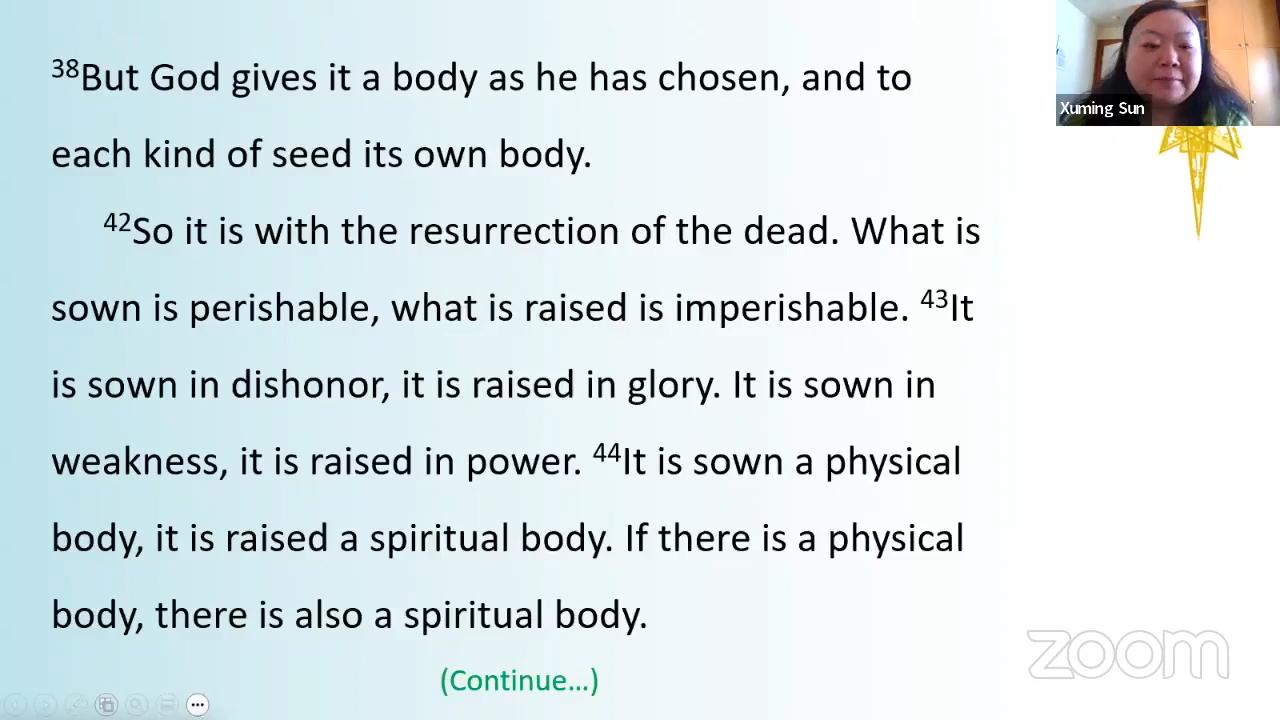 ³⁸But God gives it a body as he has chosen, and to
each kind of seed its own body.
⁴²So it is with the resurrection of the dead. What is
sown is perishable, what is raised is imperishable. ⁴³It
is sown in dishonor, it is raised in glory. It is sown in
weakness, it is raised in power. ⁴⁴It is sown a physical
body, it is raised a spiritual body. If there is a physical
body, there is also a spiritual body.
(Continue...)
Xuming Sun
zoom